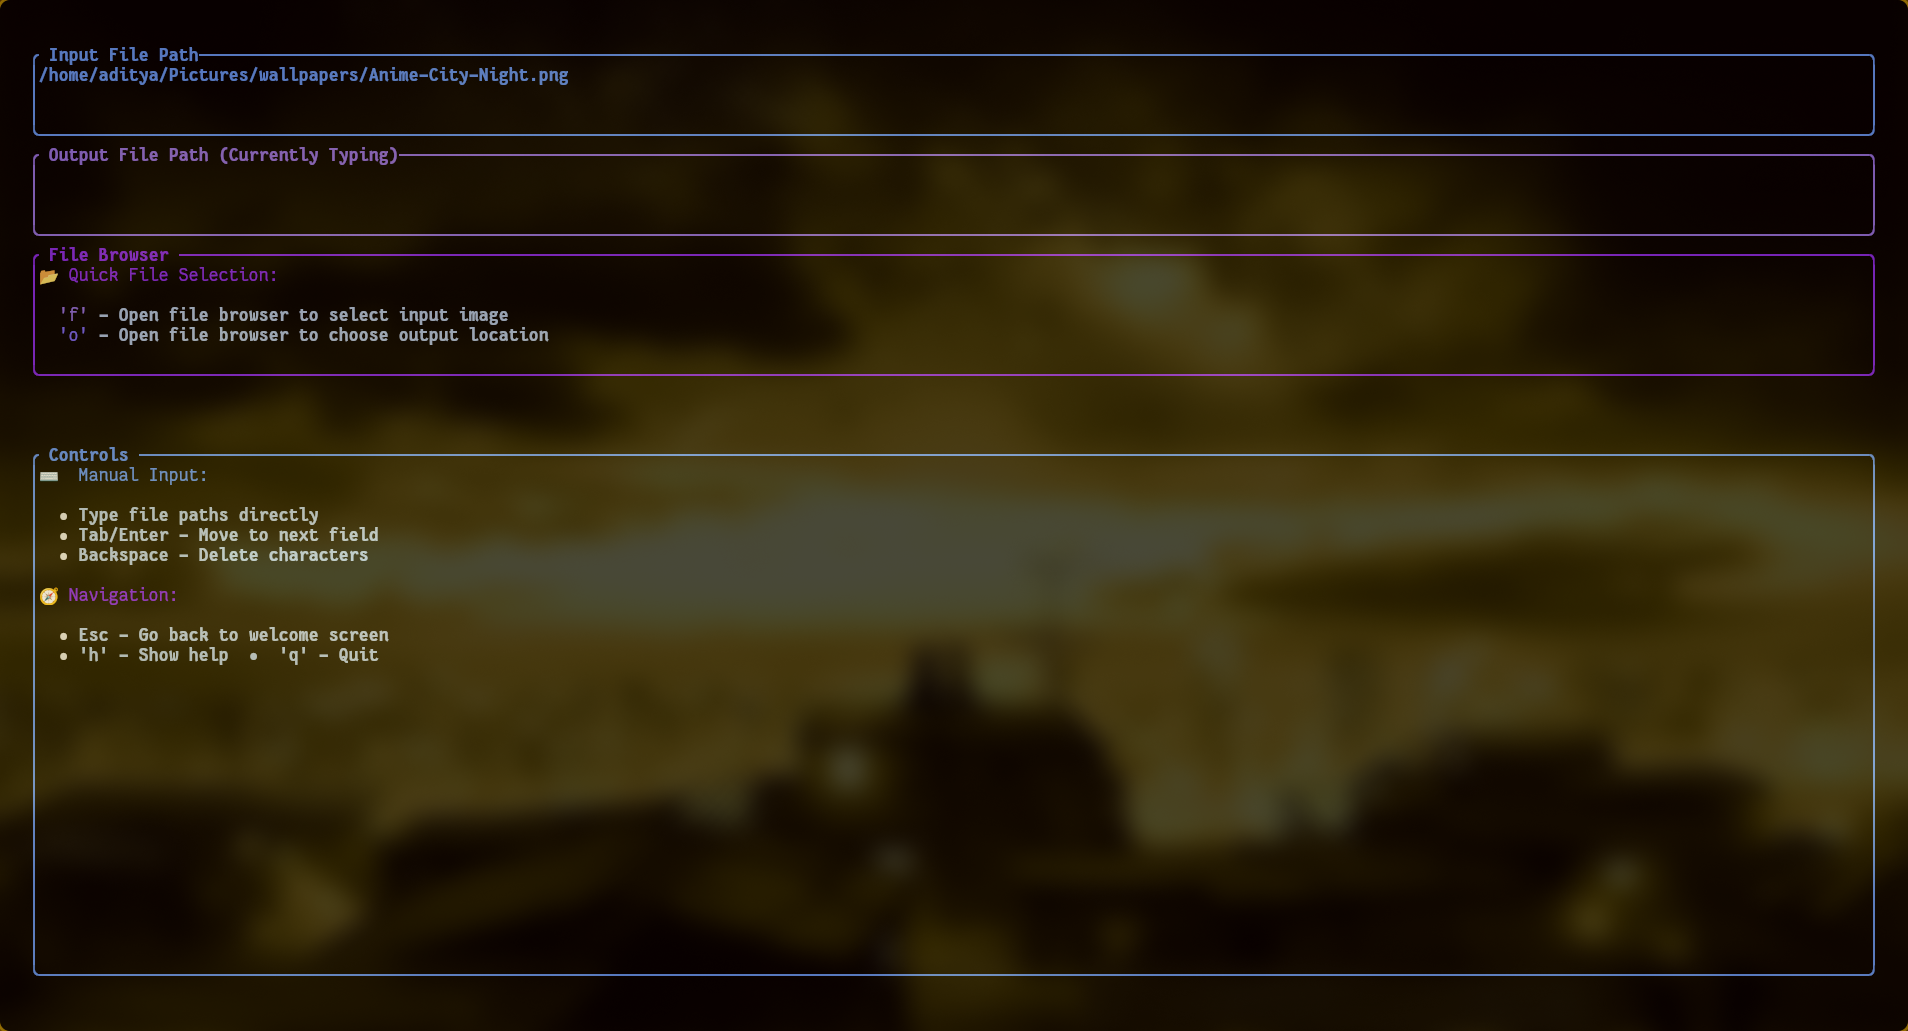 Input File Path
/home/aditya/Pictures/wallpapers/Anime-City-Night.png
Output File Path (Currently Typing)
File Browser
📂 Quick File Selection:
'f' - Open file browser to select input image
'o' - Open file browser to choose output location
Controls
⌨️ Manual Input:
• Type file paths directly
• Tab/Enter - Move to next field
• Backspace - Delete characters
🧭 Navigation:
• Esc - Go back to welcome screen
• 'h' - Show help • 'q' - Quit